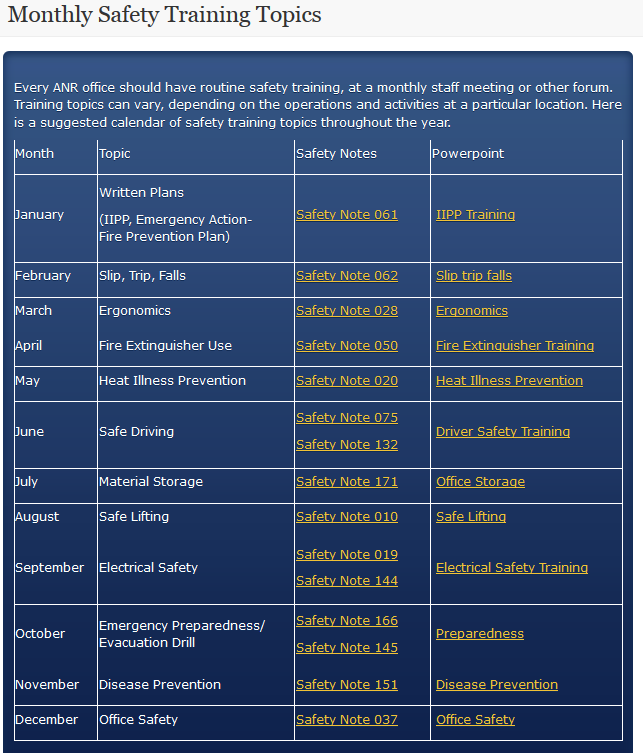 Monthly Safety Training Topics
Every ANR office should have routine safety training, at a monthly staff meeting or other forum.
Training topics can vary, depending on the operations and activities at a particular location. Here
is a suggested calendar of safety training topics throughout the year.
Month Topic Safety Notes Powerpoint
January Written Plans
(IIPP, Emergency Action-
Fire Prevention Plan) Safety Note 061 IIPP Training
February Slip, Trip, Falls Safety Note 062 Slip trip falls
March Ergonomics Safety Note 028 Ergonomics
April Fire Extinguisher Use Safety Note 050 Fire Extinguisher Training
May Heat Illness Prevention Safety Note 020 Heat Illness Prevention
June Safe Driving Safety Note 075
Safety Note 132 Driver Safety Training
July Material Storage Safety Note 171 Office Storage
August Safe Lifting Safety Note 010 Safe Lifting
September Electrical Safety Safety Note 019
Safety Note 144 Electrical Safety Training
October Emergency Preparedness/
Evacuation Drill Safety Note 166
Safety Note 145 Preparedness
November Disease Prevention Safety Note 151 Disease Prevention
December Office Safety Safety Note 037 Office Safety